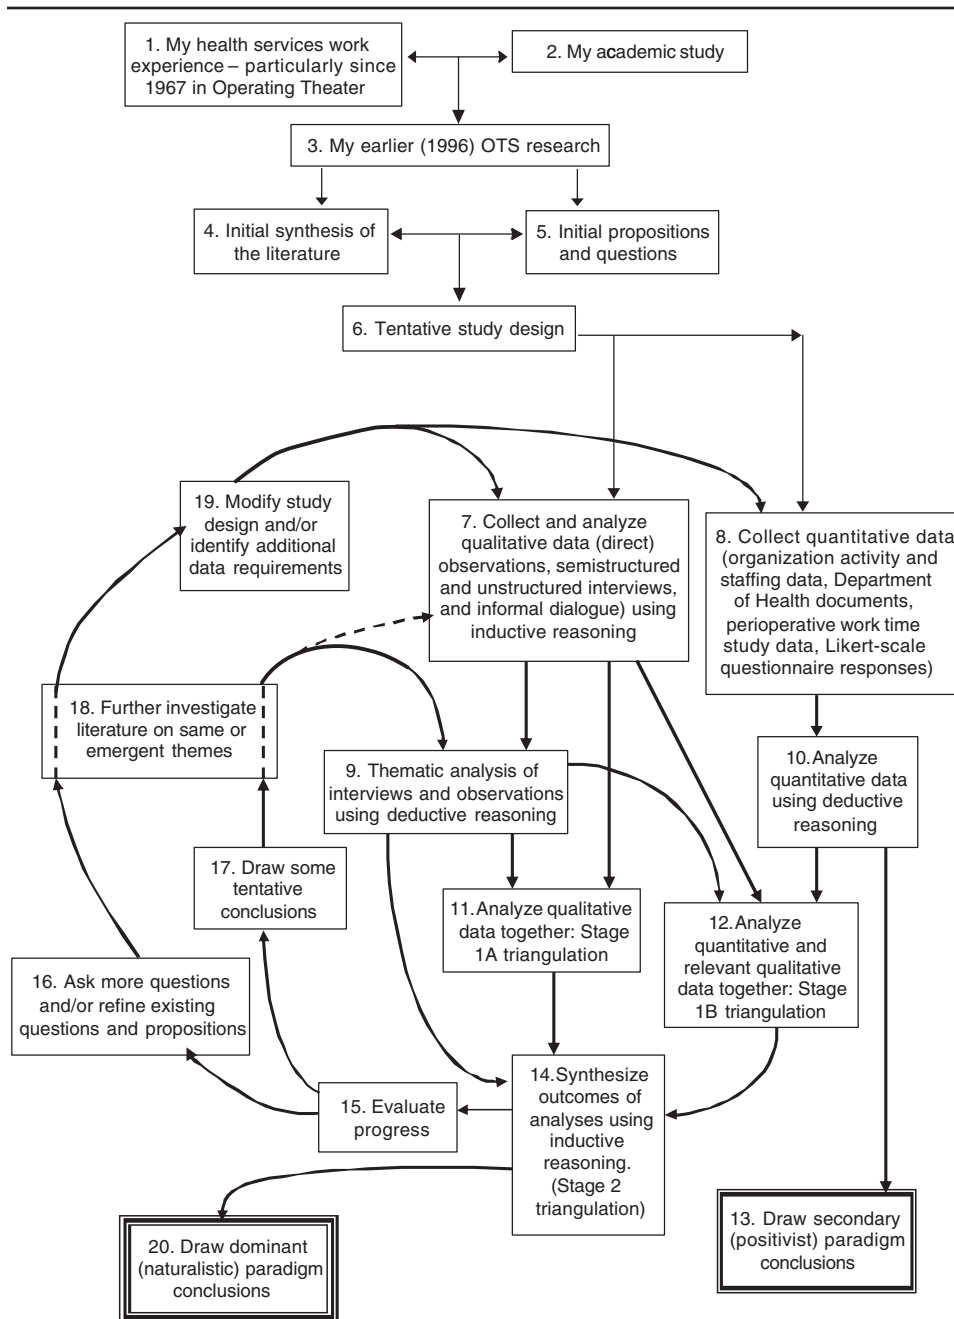 1. My health services work
experience – particularly since
1967 in Operating Theater
2. My academic study
3. My earlier (1996) OTS research
4. Initial synthesis of
the literature
5. Initial propositions
and questions
6. Tentative study design
19. Modify study
design and/or
identify additional
data requirements
7. Collect and analyze
qualitative data (direct)
observations, semistructured
and unstructured interviews,
and informal dialogue) using
inductive reasoning
8. Collect quantitative data
(organization activity and
staffing data, Department
of Health documents,
perioperative work time
study data, Likert-scale
questionnaire responses)
18. Further investigate
literature on same or
emergent themes
9. Thematic analysis of
interviews and observations
using deductive reasoning
10.Analyze
quantitative data
using deductive
reasoning
17. Draw some
tentative
conclusions
11.Analyze qualitative
data together: Stage
1A triangulation
12.Analyze
quantitative and
relevant qualitative
data together: Stage
1B triangulation
16. Ask more questions
and/or refine existing
questions and propositions
14.Synthesize
outcomes of
analyses using
inductive
reasoning.
(Stage 2
triangulation)
15. Evaluate
progress
13. Draw secondary
(positivist) paradigm
conclusions
20. Draw dominant
(naturalistic) paradigm
conclusions